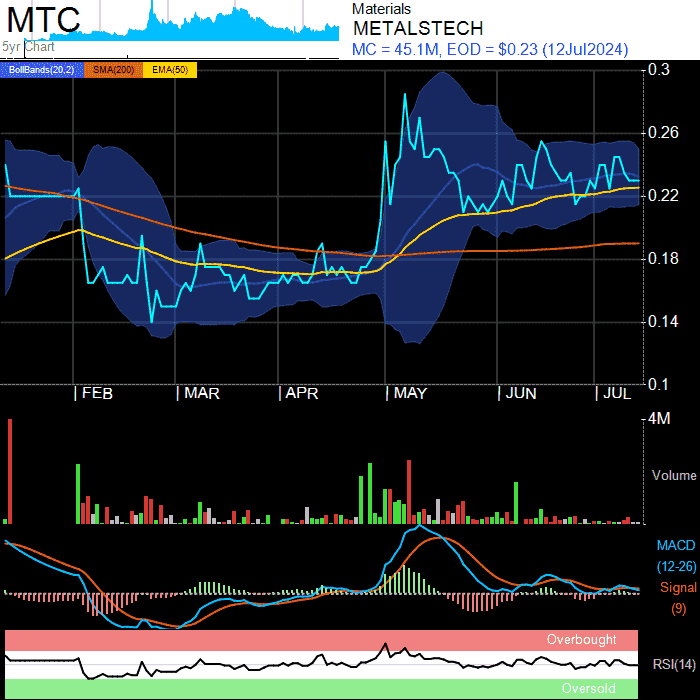 MTC
5yr Chart
Materials
METALSTECH
MC = 45.1M, EOD = $0.23 (12Jul2024)
BollBands(20,2) SMA(200) EMA(50)
0.3
0.26
0.22
0.18
0.14
0.1
| FEB | MAR | APR | MAY | JUN | JUL
4M
Volume
MACD
(12-26)
Signal
(9)
Overbought
RSI(14)
Oversold